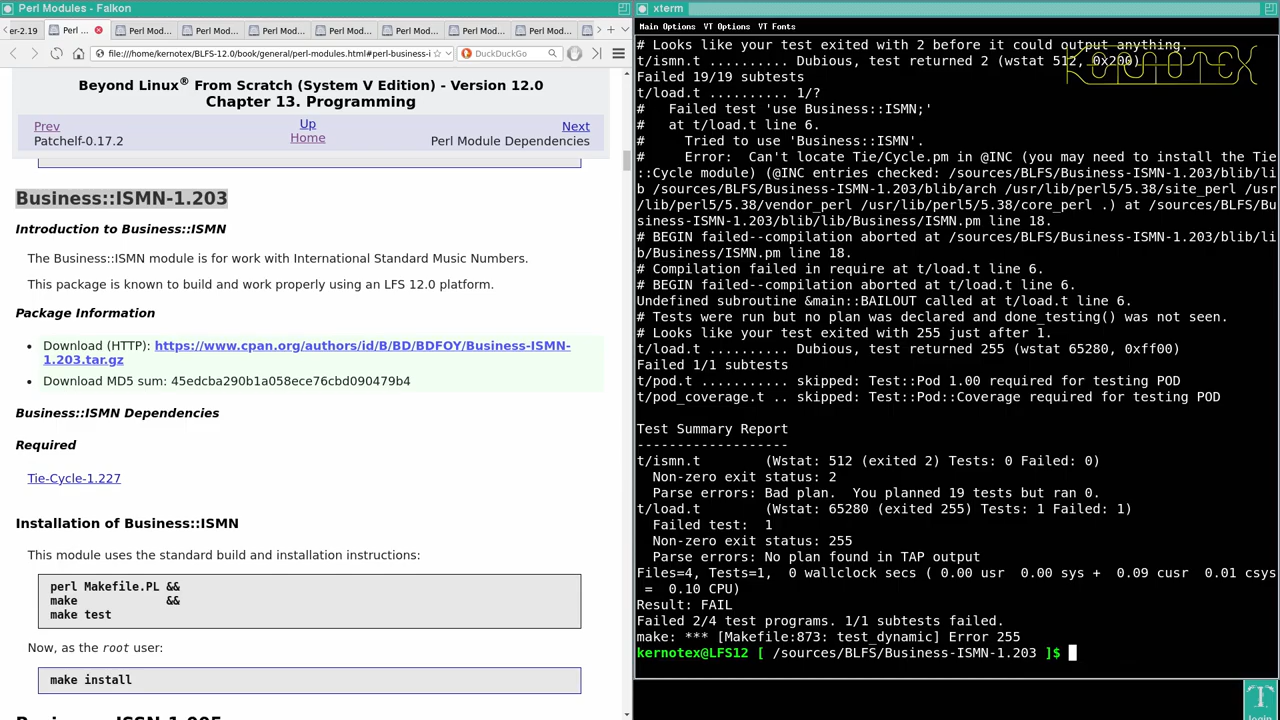 Perl Modules - Falkon
er-2.19
Perl ...
Perl Mod...
Perl Mod...
Perl Mod...
Perl Mod...
Perl Mod...
Perl Mod...
file:///home/kernotex/BLFS-12.0/book/general/perl-modules.html#perl-business-i
DuckDuckGo
Beyond Linux® From Scratch (System V Edition) - Version 12.0
Chapter 13. Programming
Prev
Up
Next
Patchelf-0.17.2
Home
Perl Module Dependencies
Business::ISMN-1.203
Introduction to Business::ISMN
The Business::ISMN module is for work with International Standard Music Numbers.
This package is known to build and work properly using an LFS 12.0 platform.
Package Information
• Download (HTTP): https://www.cpan.org/authors/id/B/BD/BDFOY/Business-ISMN-
1.203.tar.gz
• Download MD5 sum: 45edcba290b1a058ece76cbd090479b4
Business::ISMN Dependencies
Required
Tie-Cycle-1.227
Installation of Business::ISMN
This module uses the standard build and installation instructions:
perl Makefile.PL &&
make             &&
make test
Now, as the root user:
make install
xterm
Main Options  VT Options  VT Fonts
KERNOTEX
# Looks like your test exited with 2 before it could output anything.
t/ismn.t .......... Dubious, test returned 2 (wstat 512, 0x200)
Failed 19/19 subtests
t/load.t .......... 1/?
#   Failed test 'use Business::ISMN;'
#   at t/load.t line 6.
#     Tried to use 'Business::ISMN'.
#     Error:  Can't locate Tie/Cycle.pm in @INC (you may need to install the Tie
::Cycle module) (@INC entries checked: /sources/BLFS/Business-ISMN-1.203/blib/li
b /sources/BLFS/Business-ISMN-1.203/blib/arch /usr/lib/perl5/5.38/site_perl /usr
/lib/perl5/5.38/vendor_perl /usr/lib/perl5/5.38/core_perl .) at /sources/BLFS/Bu
siness-ISMN-1.203/blib/lib/Business/ISMN.pm line 18.
# BEGIN failed--compilation aborted at /sources/BLFS/Business-ISMN-1.203/blib/li
b/Business/ISMN.pm line 18.
# Compilation failed in require at t/load.t line 6.
# BEGIN failed--compilation aborted at t/load.t line 6.
Undefined subroutine &main::BAILOUT called at t/load.t line 6.
# Tests were run but no plan was declared and done_testing() was not seen.
# Looks like your test exited with 255 just after 1.
t/load.t .......... Dubious, test returned 255 (wstat 65280, 0xff00)
Failed 1/1 subtests
t/pod.t ........... skipped: Test::Pod 1.00 required for testing POD
t/pod_coverage.t .. skipped: Test::Pod::Coverage required for testing POD
Test Summary Report
-------------------
t/ismn.t        (Wstat: 512 (exited 2) Tests: 0 Failed: 0)
  Non-zero exit status: 2
  Parse errors: Bad plan.  You planned 19 tests but ran 0.
t/load.t        (Wstat: 65280 (exited 255) Tests: 1 Failed: 1)
  Failed test:  1
  Non-zero exit status: 255
  Parse errors: No plan found in TAP output
Files=4, Tests=1,  0 wallclock secs ( 0.00 usr  0.00 sys +  0.09 cusr  0.01 csys
 =  0.10 CPU)
Result: FAIL
Failed 2/4 test programs. 1/1 subtests failed.
make: *** [Makefile:873: test_dynamic] Error 255
kernotex@LFS12 [ /sources/BLFS/Business-ISMN-1.203 ]$